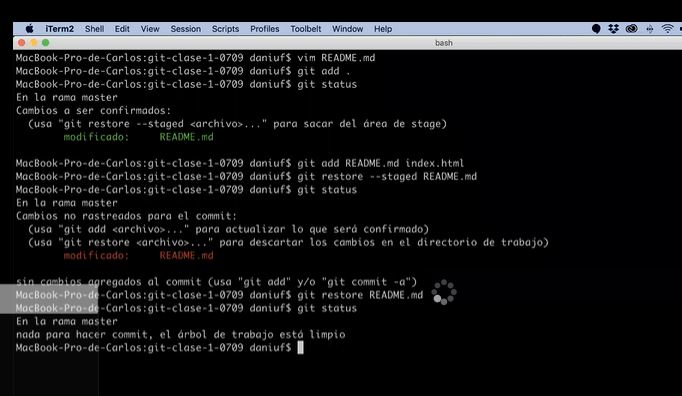 iTerm2 Shell Edit View Session Scripts Profiles Toolbelt Window Help
bash
MacBook-Pro-de-Carlos:git-clase-1-0709 daniuf$ vim README.md
MacBook-Pro-de-Carlos:git-clase-1-0709 daniuf$ git add .
MacBook-Pro-de-Carlos:git-clase-1-0709 daniuf$ git status
En la rama master
Cambios a ser confirmados:
(usa "git restore --staged <archivo>..." para sacar del área de stage)
modificado: README.md
MacBook-Pro-de-Carlos:git-clase-1-0709 daniuf$ git add README.md index.html
MacBook-Pro-de-Carlos:git-clase-1-0709 daniuf$ git restore --staged README.md
MacBook-Pro-de-Carlos:git-clase-1-0709 daniuf$ git status
En la rama master
Cambios no rastreados para el commit:
(usa "git add <archivo>..." para actualizar lo que será confirmado)
(usa "git restore <archivo>..." para descartar los cambios en el directorio de trabajo)
modificado: README.md
sin cambios agregados al commit (usa "git add" y/o "git commit -a")
MacBook-Pro-de-Carlos:git-clase-1-0709 daniuf$ git restore README.md
MacBook-Pro-de-Carlos:git-clase-1-0709 daniuf$ git status
En la rama master
nada para hacer commit, el árbol de trabajo está limpio
MacBook-Pro-de-Carlos:git-clase-1-0709 daniuf$